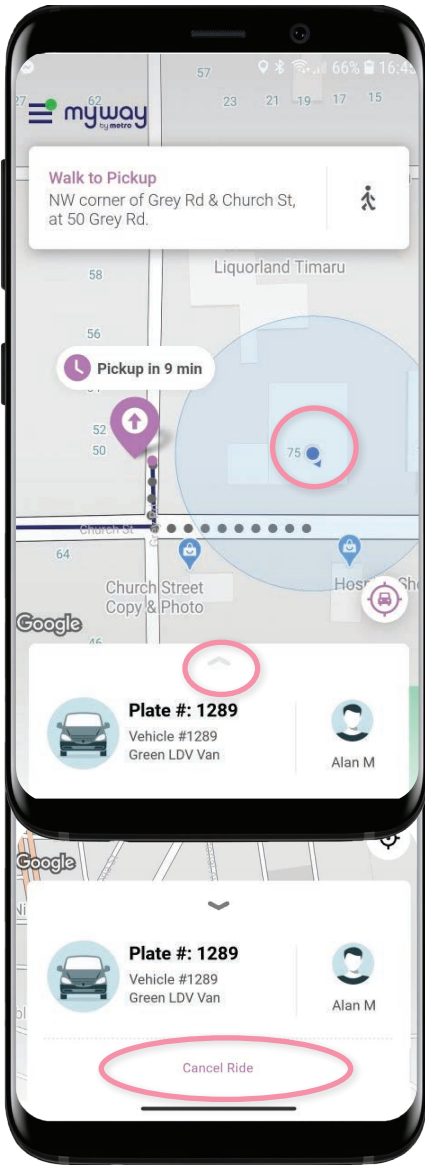 57
66% 16:45
27
62
23
21
19
17
15
myway
by metro
Walk to Pickup
NW corner of Grey Rd & Church St,
at 50 Grey Rd.
58
Liquorland Timaru
56
Pickup in 9 min
52
50
75
Church St
64
Church Street
Copy & Photo
Google
46
Plate #: 1289
Vehicle #1289
Green LDV Van
Alan M
Google
Plate #: 1289
Vehicle #1289
Green LDV Van
Alan M
Cancel Ride